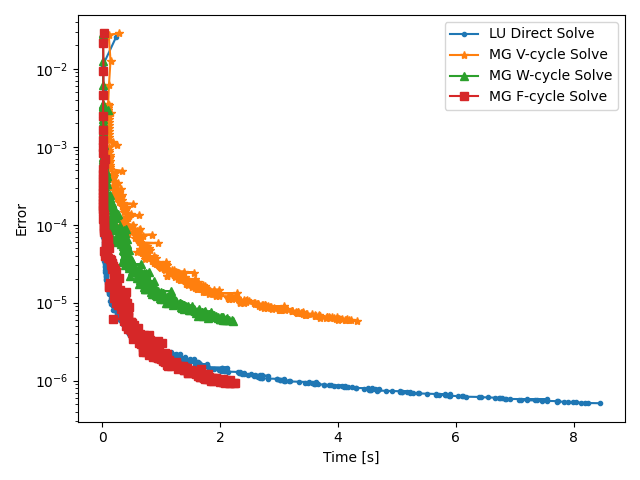 LU Direct Solve
MG V-cycle Solve
MG W-cycle Solve
MG F-cycle Solve
Error
10⁻²
10⁻³
10⁻⁴
10⁻⁵
10⁻⁶
0 2 4 6 8
Time [s]